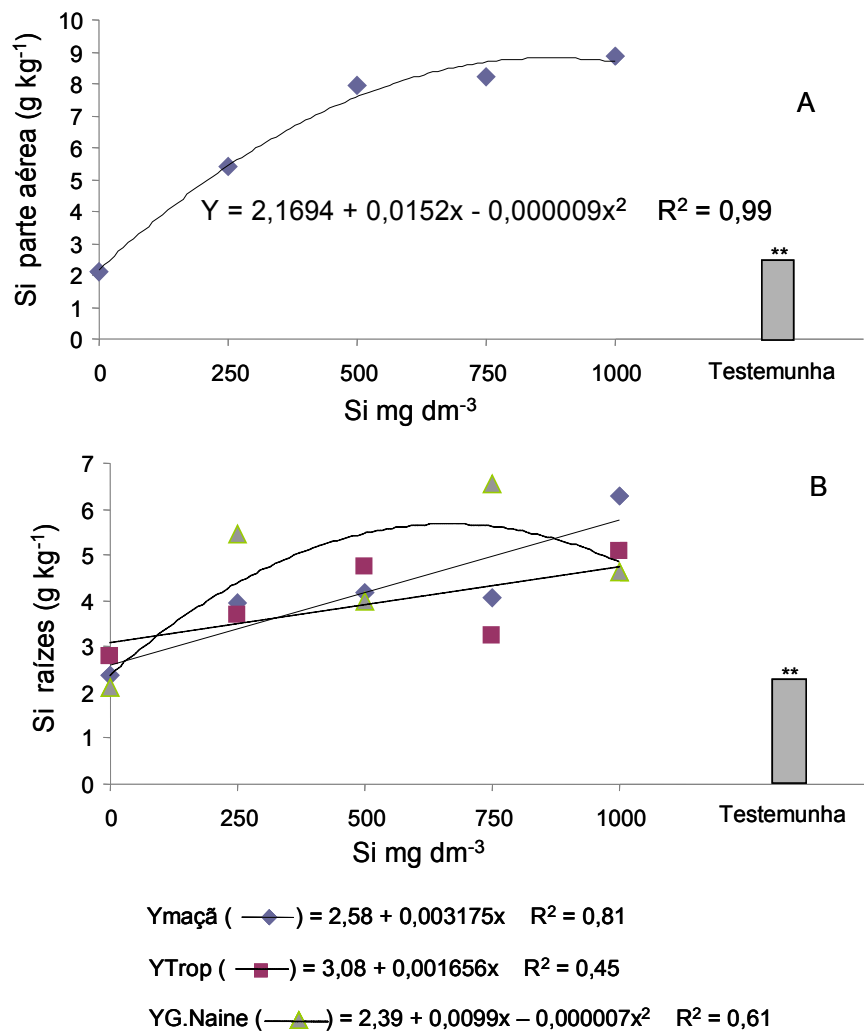 10
9
8
7
6
5
4
3
2
1
0
Si parte aérea (g kg⁻¹)
A
Y = 2,1694 + 0,0152x - 0,000009x² R² = 0,99
**
0 250 500 750 1000 Testemunha
Si mg dm⁻³
7
6
5
4
3
2
1
0
Si raízes (g kg⁻¹)
B
**
0 250 500 750 1000 Testemunha
Si mg dm⁻³
Ymaçã ( ) = 2,58 + 0,003175x R² = 0,81
YTrop ( ) = 3,08 + 0,001656x R² = 0,45
YG.Naine ( ) = 2,39 + 0,0099x – 0,000007x² R² = 0,61